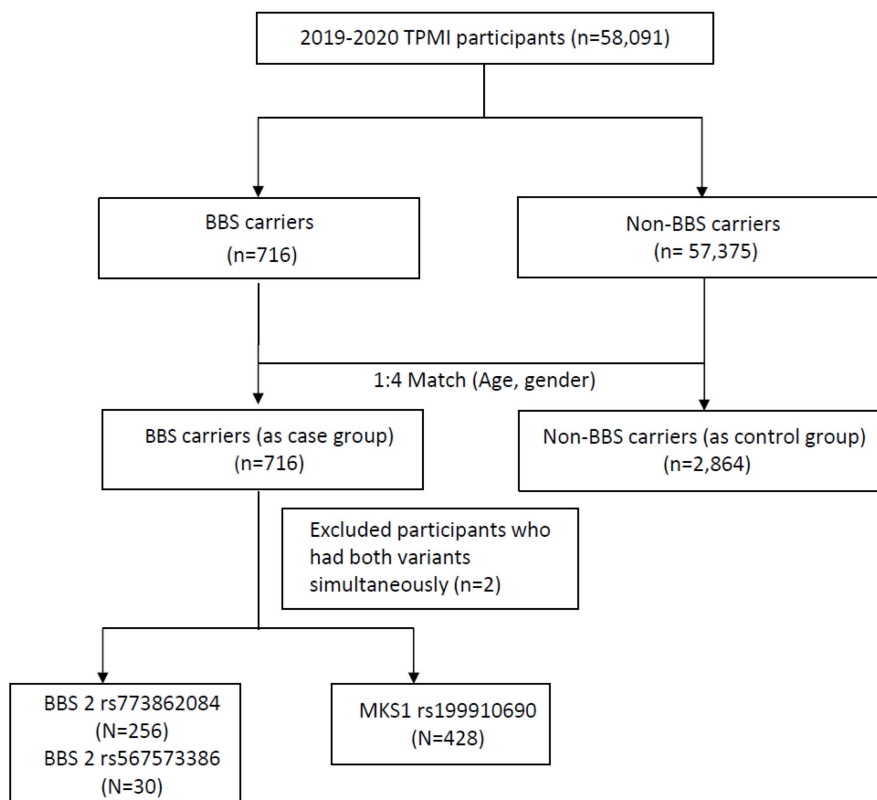 2019-2020 TPMI participants (n=58,091)
BBS carriers
(n=716)
Non-BBS carriers
(n= 57,375)
1:4 Match (Age, gender)
BBS carriers (as case group)
(n=716)
Non-BBS carriers (as control group)
(n=2,864)
Excluded participants who
had both variants
simultaneously (n=2)
BBS 2 rs773862084
(N=256)
BBS 2 rs567573386
(N=30)
MKS1 rs199910690
(N=428)